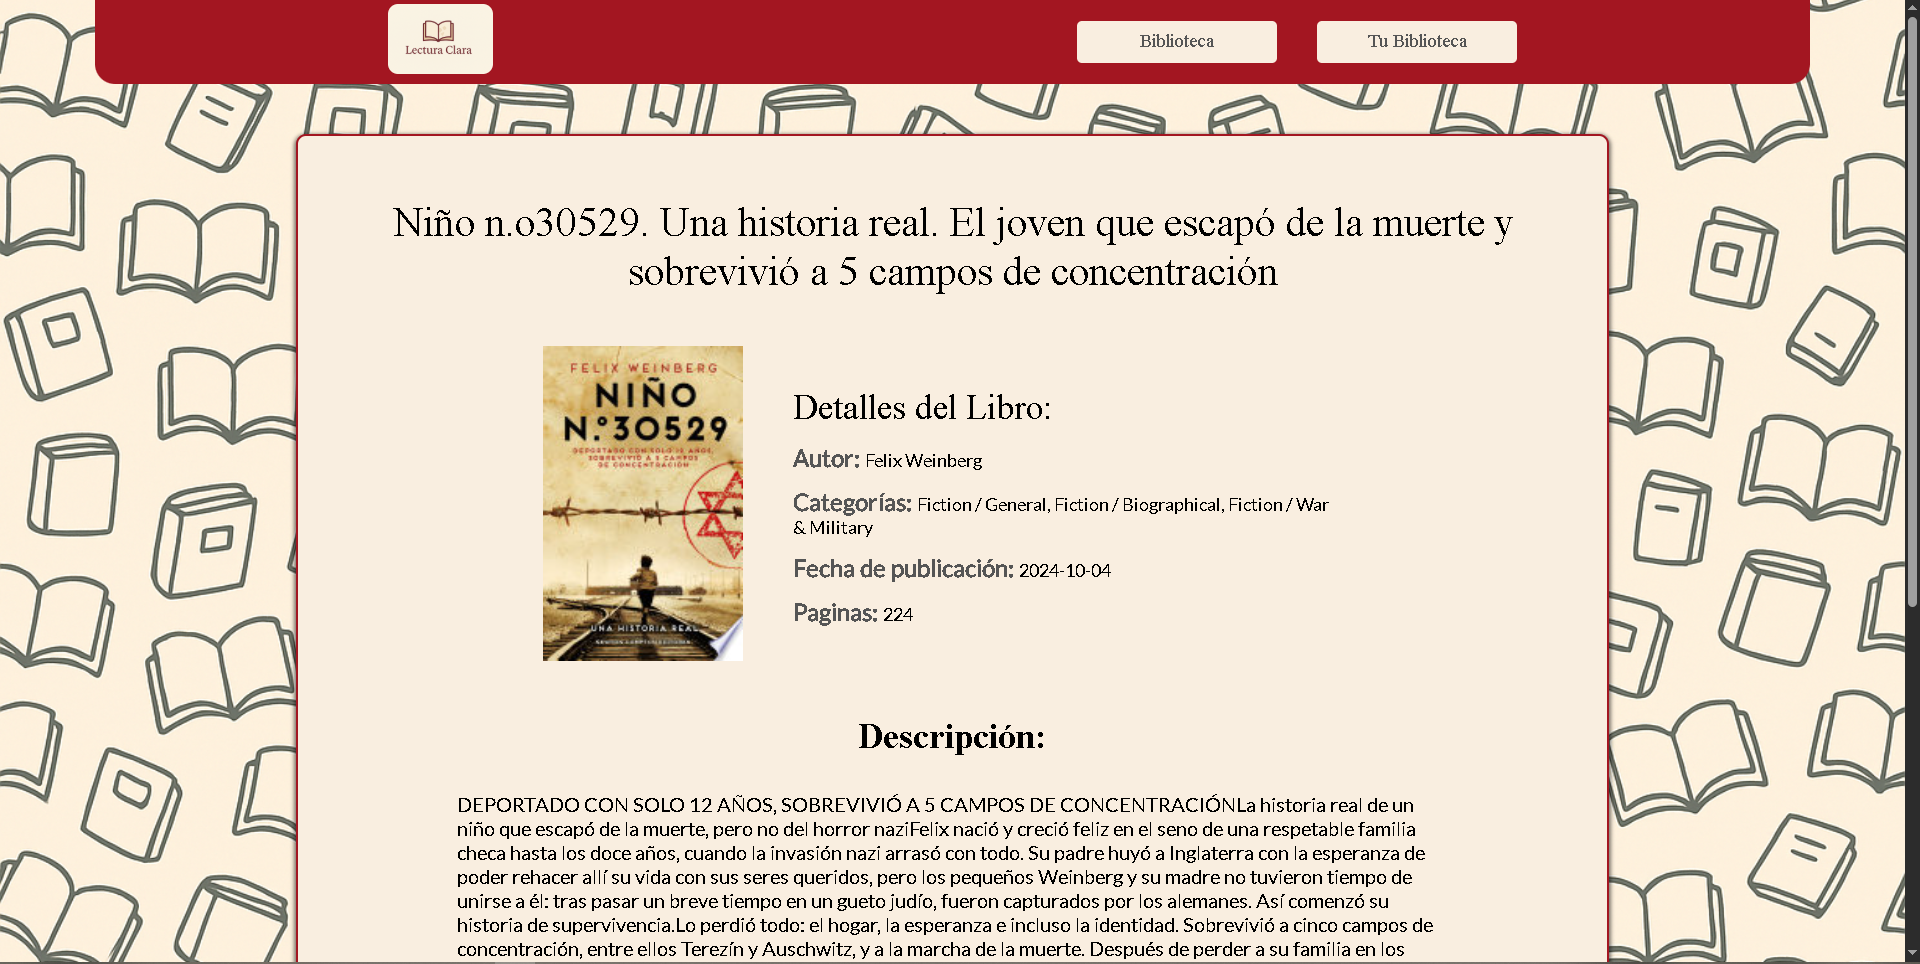 Lectura Clara
Biblioteca
Tu Biblioteca
Niño n.o30529. Una historia real. El joven que escapó de la muerte y
sobrevivió a 5 campos de concentración
FELIX WEINBERG
NIÑO
N.º30529
DEPORTADO CON SOLO 12 AÑOS,
SOBREVIVIÓ A 5 CAMPOS
DE CONCENTRACIÓN
UNA HISTORIA REAL
Detalles del Libro:
Autor: Felix Weinberg
Categorías: Fiction / General, Fiction / Biographical, Fiction / War
& Military
Fecha de publicación: 2024-10-04
Paginas: 224
Descripción:
DEPORTADO CON SOLO 12 AÑOS, SOBREVIVIÓ A 5 CAMPOS DE CONCENTRACIÓNLa historia real de un
niño que escapó de la muerte, pero no del horror naziFelix nació y creció feliz en el seno de una respetable familia
checa hasta los doce años, cuando la invasión nazi arrasó con todo. Su padre huyó a Inglaterra con la esperanza de
poder rehacer allí su vida con sus seres queridos, pero los pequeños Weinberg y su madre no tuvieron tiempo de
unirse a él: tras pasar un breve tiempo en un gueto judío, fueron capturados por los alemanes. Así comenzó su
historia de supervivencia.Lo perdió todo: el hogar, la esperanza e incluso la identidad. Sobrevivió a cinco campos de
concentración, entre ellos Terezín y Auschwitz, y a la marcha de la muerte. Después de perder a su familia en los